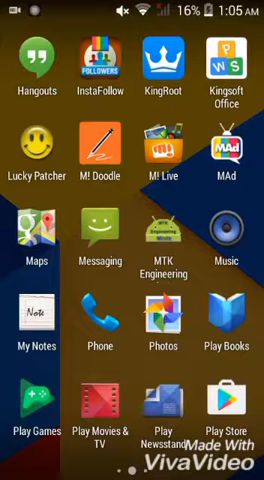 16% 1:05 AM
FOLLOWERS
P
W S
Hangouts InstaFollow KingRoot Kingsoft
Office
MAd
Lucky Patcher M! Doodle M! Live MAd
MTK
Engineering
Mode
Maps Messaging MTK Music
Engineering
Note
My Notes Phone Photos Play Books
Play Games Play Movies & Play Play Store
TV Newsstand
Made With
VivaVideo